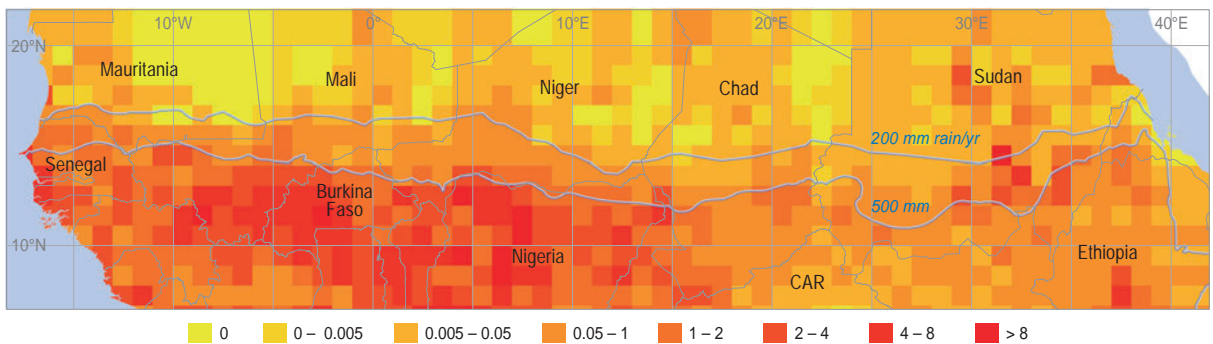 10°W 0° 10°E 20°E 30°E 40°E
20°N
Mauritania Mali Niger Chad Sudan
200 mm rain/yr
Senegal
Burkina
Faso
500 mm
10°N Nigeria Ethiopia
CAR
0 0 – 0.005 0.005 – 0.05 0.05 – 1 1 – 2 2 – 4 4 – 8 > 8